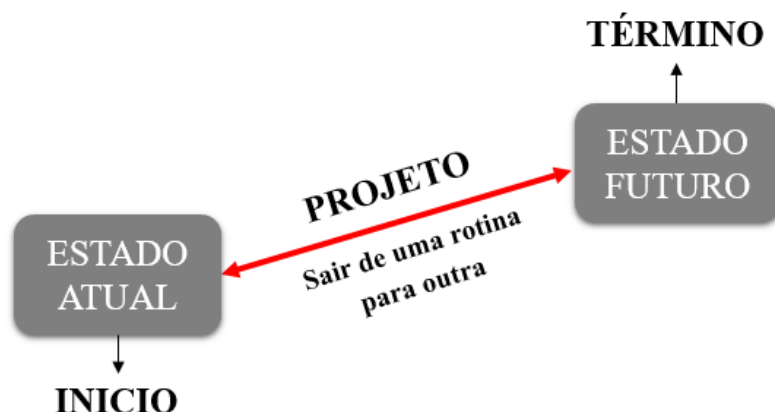 TÉRMINO
ESTADO
FUTURO
PROJETO
Sair de uma rotina
para outra
ESTADO
ATUAL
INICIO